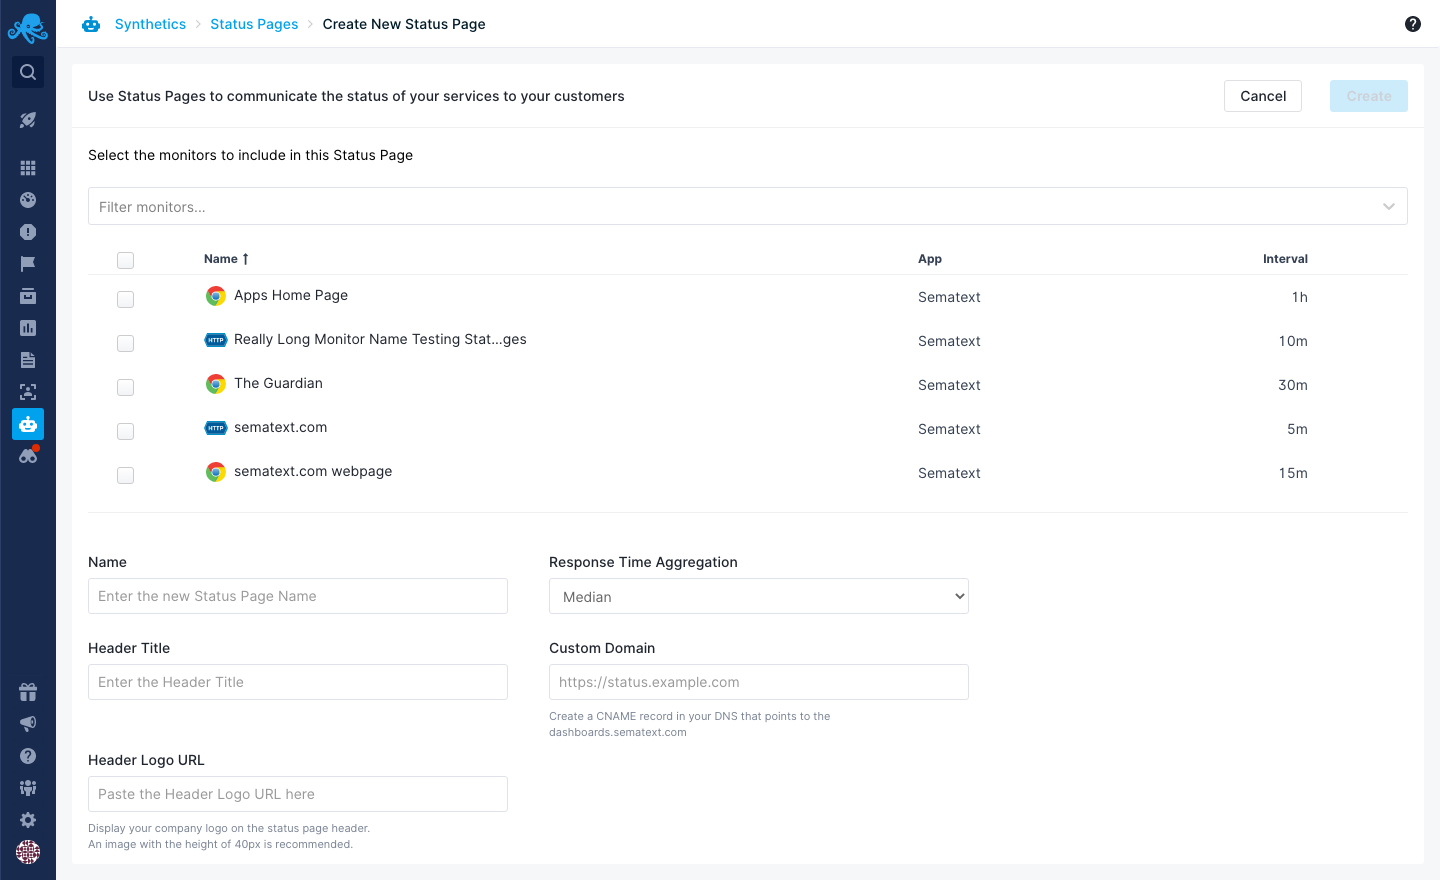 Synthetics > Status Pages > Create New Status Page
Use Status Pages to communicate the status of your services to your customers
Cancel
Create
Select the monitors to include in this Status Page
Filter monitors...
Name ↑ App Interval
Apps Home Page Sematext 1h
HTTP Really Long Monitor Name Testing Stat...ges Sematext 10m
The Guardian Sematext 30m
HTTP sematext.com Sematext 5m
sematext.com webpage Sematext 15m
Name
Enter the new Status Page Name
Response Time Aggregation
Median
Header Title
Enter the Header Title
Custom Domain
https://status.example.com
Create a CNAME record in your DNS that points to the
dashboards.sematext.com
Header Logo URL
Paste the Header Logo URL here
Display your company logo on the status page header.
An image with the height of 40px is recommended.